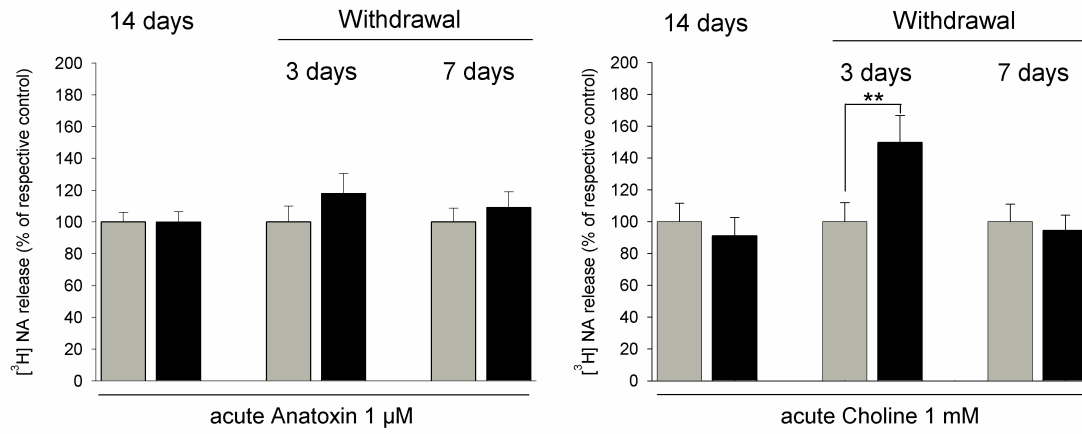 14 days
Withdrawal
3 days
7 days
[³H] NA release (% of respective control)
200
180
160
140
120
100
80
60
40
20
0
acute Anatoxin 1 µM
14 days
Withdrawal
3 days
7 days
**
[³H] NA release (% of respective control)
200
180
160
140
120
100
80
60
40
20
0
acute Choline 1 mM